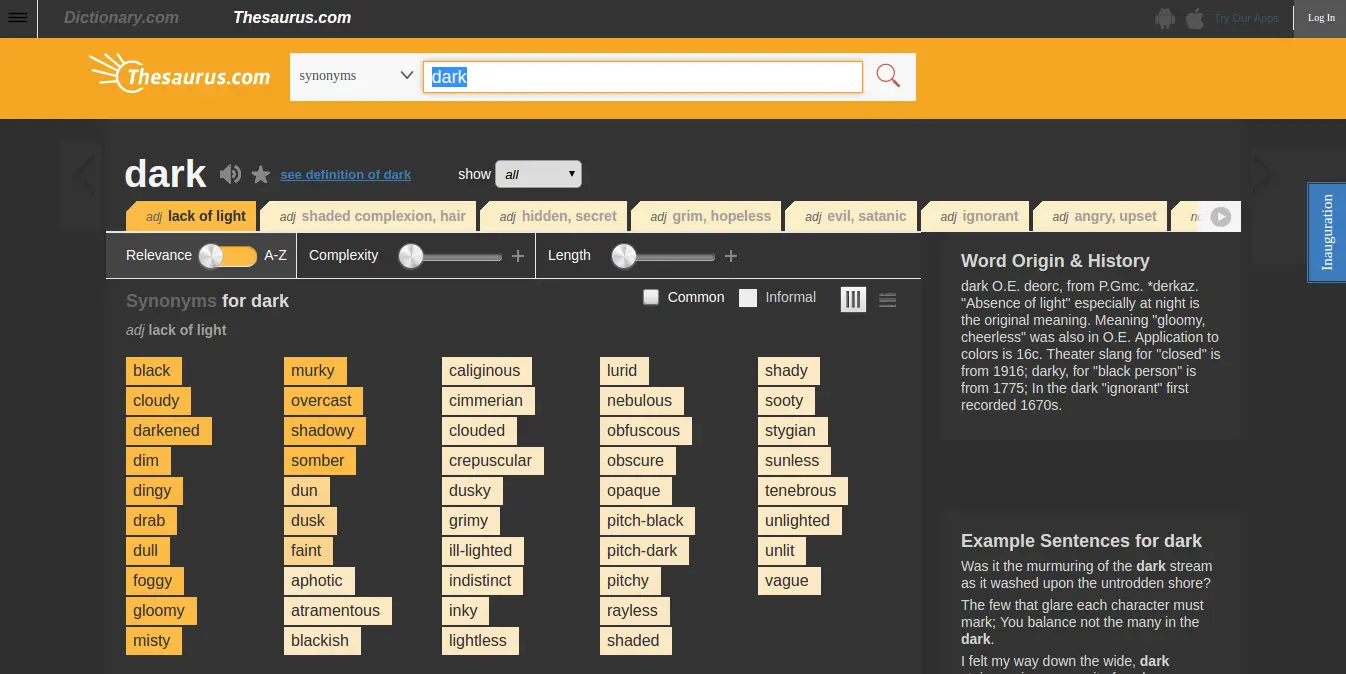 Dictionary.com
Thesaurus.com
Try Our Apps
Log In
Thesaurus.com
synonyms
dark
dark
see definition of dark
show
all
adj lack of light
adj shaded complexion, hair
adj hidden, secret
adj grim, hopeless
adj evil, satanic
adj ignorant
adj angry, upset
Inauguration
Relevance
A-Z
Complexity
Length
Synonyms for dark
Common
Informal
adj lack of light
black
cloudy
darkened
dim
dingy
drab
dull
foggy
gloomy
misty
murky
overcast
shadowy
somber
dun
dusk
faint
aphotic
atramentous
blackish
caliginous
cimmerian
clouded
crepuscular
dusky
grimy
ill-lighted
indistinct
inky
lightless
lurid
nebulous
obfuscous
obscure
opaque
pitch-black
pitch-dark
pitchy
rayless
shaded
shady
sooty
stygian
sunless
tenebrous
unlighted
unlit
vague
Word Origin & History
dark O.E. deorc, from P.Gmc. *derkaz.
"Absence of light" especially at night is
the original meaning. Meaning "gloomy,
cheerless" was also in O.E. Application to
colors is 16c. Theater slang for "closed" is
from 1916; darky, for "black person" is
from 1775; In the dark "ignorant" first
recorded 1670s.
Example Sentences for dark
Was it the murmuring of the dark stream
as it washed upon the untrodden shore?
The few that glare each character must
mark; You balance not the many in the
dark.
I felt my way down the wide, dark